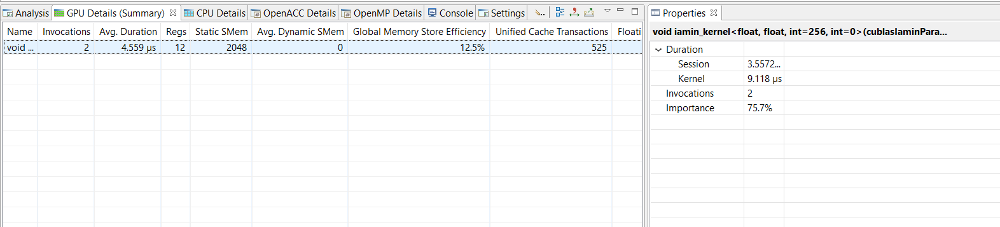 Analysis GPU Details (Summary) CPU Details OpenACC Details OpenMP Details Console Settings
Name Invocations Avg. Duration Regs Static SMem Avg. Dynamic SMem Global Memory Store Efficiency Unified Cache Transactions Floati
void ... 2 4.559 µs 12 2048 0 12.5% 525
Properties
void iamin_kernel<float, float, int=256, int=0>(cublasIaminPara...
Duration
Session 3.5572...
Kernel 9.118 µs
Invocations 2
Importance 75.7%